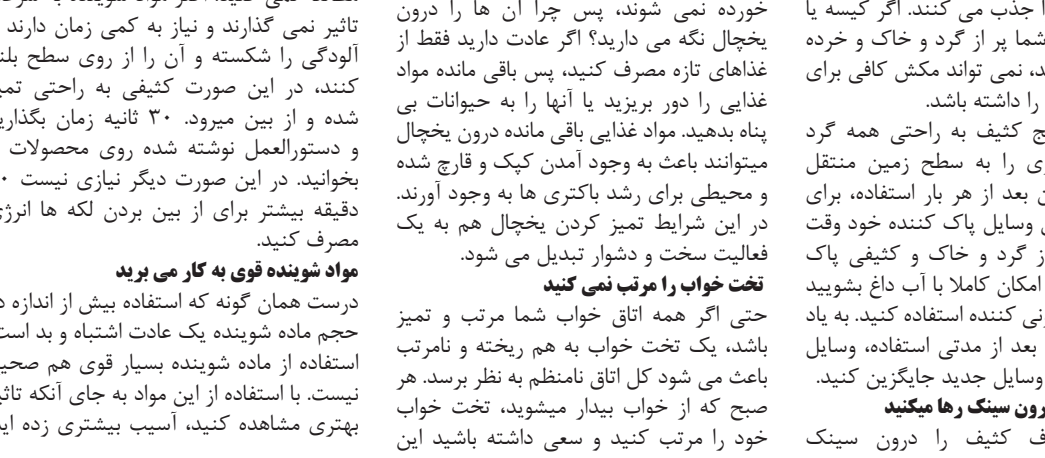 جذب می کنند. اگر کیسه یا
شما پر از گرد و خاک و خرده
نمی تواند مکش کافی برای
را داشته باشد.
کثیف به راحتی همه گرد
را به سطح زمین منتقل
بعد از هر بار استفاده، برای
وسایل پاک کننده خود وقت
گرد و خاک و کثیفی پاک
امکان کاملا با آب داغ بشویید
کننده استفاده کنید. به یاد
بعد از مدتی استفاده، وسایل
وسایل جدید جایگزین کنید.
سینک رها میکنید
کثیف را درون سینک
خورده نمی شوند، پس چرا آن ها را درون
یخچال نگه می دارید؟ اگر عادت دارید فقط از
غذاهای تازه مصرف کنید، پس باقی مانده مواد
غذایی را دور بریزید یا آنها را به حیوانات بی
پناه بدهید. مواد غذایی باقی مانده درون یخچال
میتوانند باعث به وجود آمدن کپک و قارچ شده
و محیطی برای رشد باکتری ها به وجود آورند.
در این شرایط تمیز کردن یخچال هم به یک
فعالیت سخت و دشوار تبدیل می شود.
تخت خواب را مرتب نمی کنید
حتی اگر همه اتاق خواب شما مرتب و تمیز
باشد، یک تخت خواب به هم ریخته و نامرتب
باعث می شود کل اتاق نامنظم به نظر برسد. هر
صبح که از خواب بیدار میشوید، تخت خواب
خود را مرتب کنید و سعی داشته باشید این
تاثیر نمی گذارند و نیاز به کمی زمان دارند
آلودگی را شکسته و آن را از روی سطح
کنند، در این صورت کثیفی به راحتی
شده و از بین میرود. ۳۰ ثانیه زمان
و دستورالعمل نوشته شده روی محصولات
بخوانید. در این صورت دیگر نیازی نیست
دقیقه بیشتر برای از بین بردن لکه ها
مصرف کنید.
مواد شوینده قوی به کار می برید
درست همان گونه که استفاده بیش از اندازه
حجم ماده شوینده یک عادت اشتباه و بد
استفاده از ماده شوینده بسیار قوی هم
نیست. با استفاده از این مواد به جای آنکه
بهتری مشاهده کنید، آسیب بیشتری زده